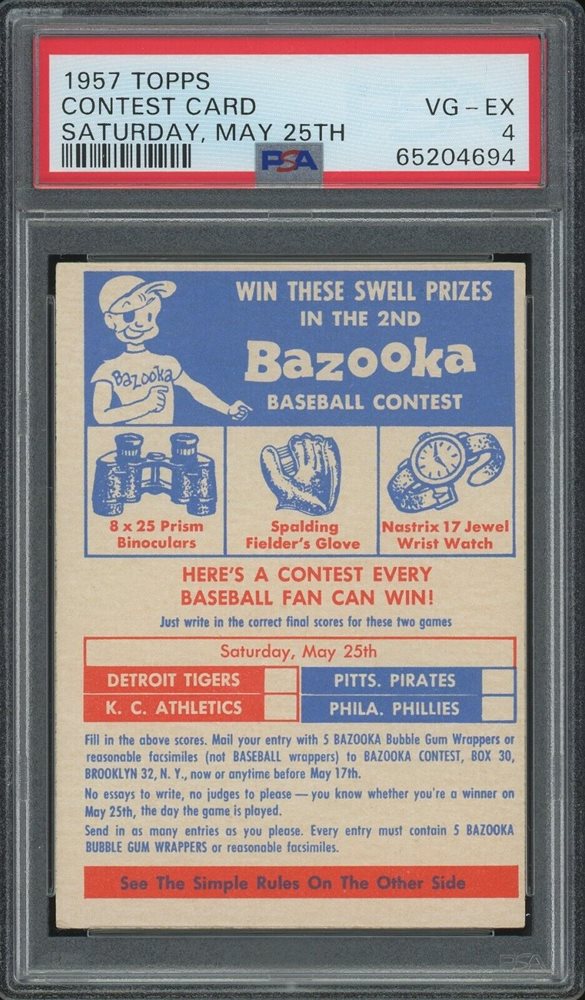 1957 TOPPS
CONTEST CARD
VG-EX
SATURDAY, MAY 25TH
4
PSA
65204694
WIN THESE SWELL PRIZES
IN THE 2ND
Bazooka
BASEBALL CONTEST
Bazooka
8 x 25 Prism
Binoculars
Spalding
Fielder's Glove
Nastrix 17 Jewel
Wrist Watch
HERE'S A CONTEST EVERY
BASEBALL FAN CAN WIN!
Just write in the correct final scores for these two games
Saturday, May 25th
DETROIT TIGERS
PITTS. PIRATES
K. C. ATHLETICS
PHILA. PHILLIES
Fill in the above scores. Mail your entry with 5 BAZOOKA Bubble Gum Wrappers or
reasonable facsimiles (not BASEBALL wrappers) to BAZOOKA CONTEST, BOX 30,
BROOKLYN 32, N. Y., now or anytime before May 17th.
No essays to write, no judges to please — you know whether you're a winner on
May 25th, the day the game is played.
Send in as many entries as you please. Every entry must contain 5 BAZOOKA
BUBBLE GUM WRAPPERS or reasonable facsimiles.
See The Simple Rules On The Other Side
PSA